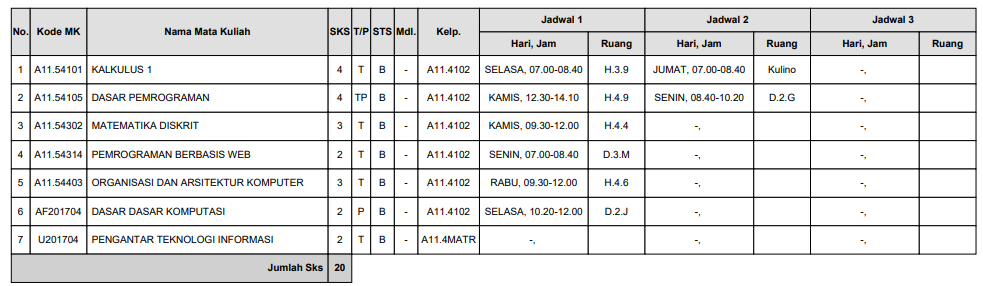 No. Kode MK Nama Mata Kuliah SKS T/P STS Mdl. Kelp. Jadwal 1 Jadwal 2 Jadwal 3
Hari, Jam Ruang Hari, Jam Ruang Hari, Jam Ruang
1 A11.54101 KALKULUS 1 4 T B - A11.4102 SELASA, 07.00-08.40 H.3.9 JUMAT, 07.00-08.40 Kulino -,
2 A11.54105 DASAR PEMROGRAMAN 4 TP B - A11.4102 KAMIS, 12.30-14.10 H.4.9 SENIN, 08.40-10.20 D.2.G -,
3 A11.54302 MATEMATIKA DISKRIT 3 T B - A11.4102 KAMIS, 09.30-12.00 H.4.4 -, -,
4 A11.54314 PEMROGRAMAN BERBASIS WEB 2 T B - A11.4102 SENIN, 07.00-08.40 D.3.M -, -,
5 A11.54403 ORGANISASI DAN ARSITEKTUR KOMPUTER 3 T B - A11.4102 RABU, 09.30-12.00 H.4.6 -, -,
6 AF201704 DASAR DASAR KOMPUTASI 2 P B - A11.4102 SELASA, 10.20-12.00 D.2.J -, -,
7 U201704 PENGANTAR TEKNOLOGI INFORMASI 2 T B - A11.4MATR -, -, -,
Jumlah Sks 20